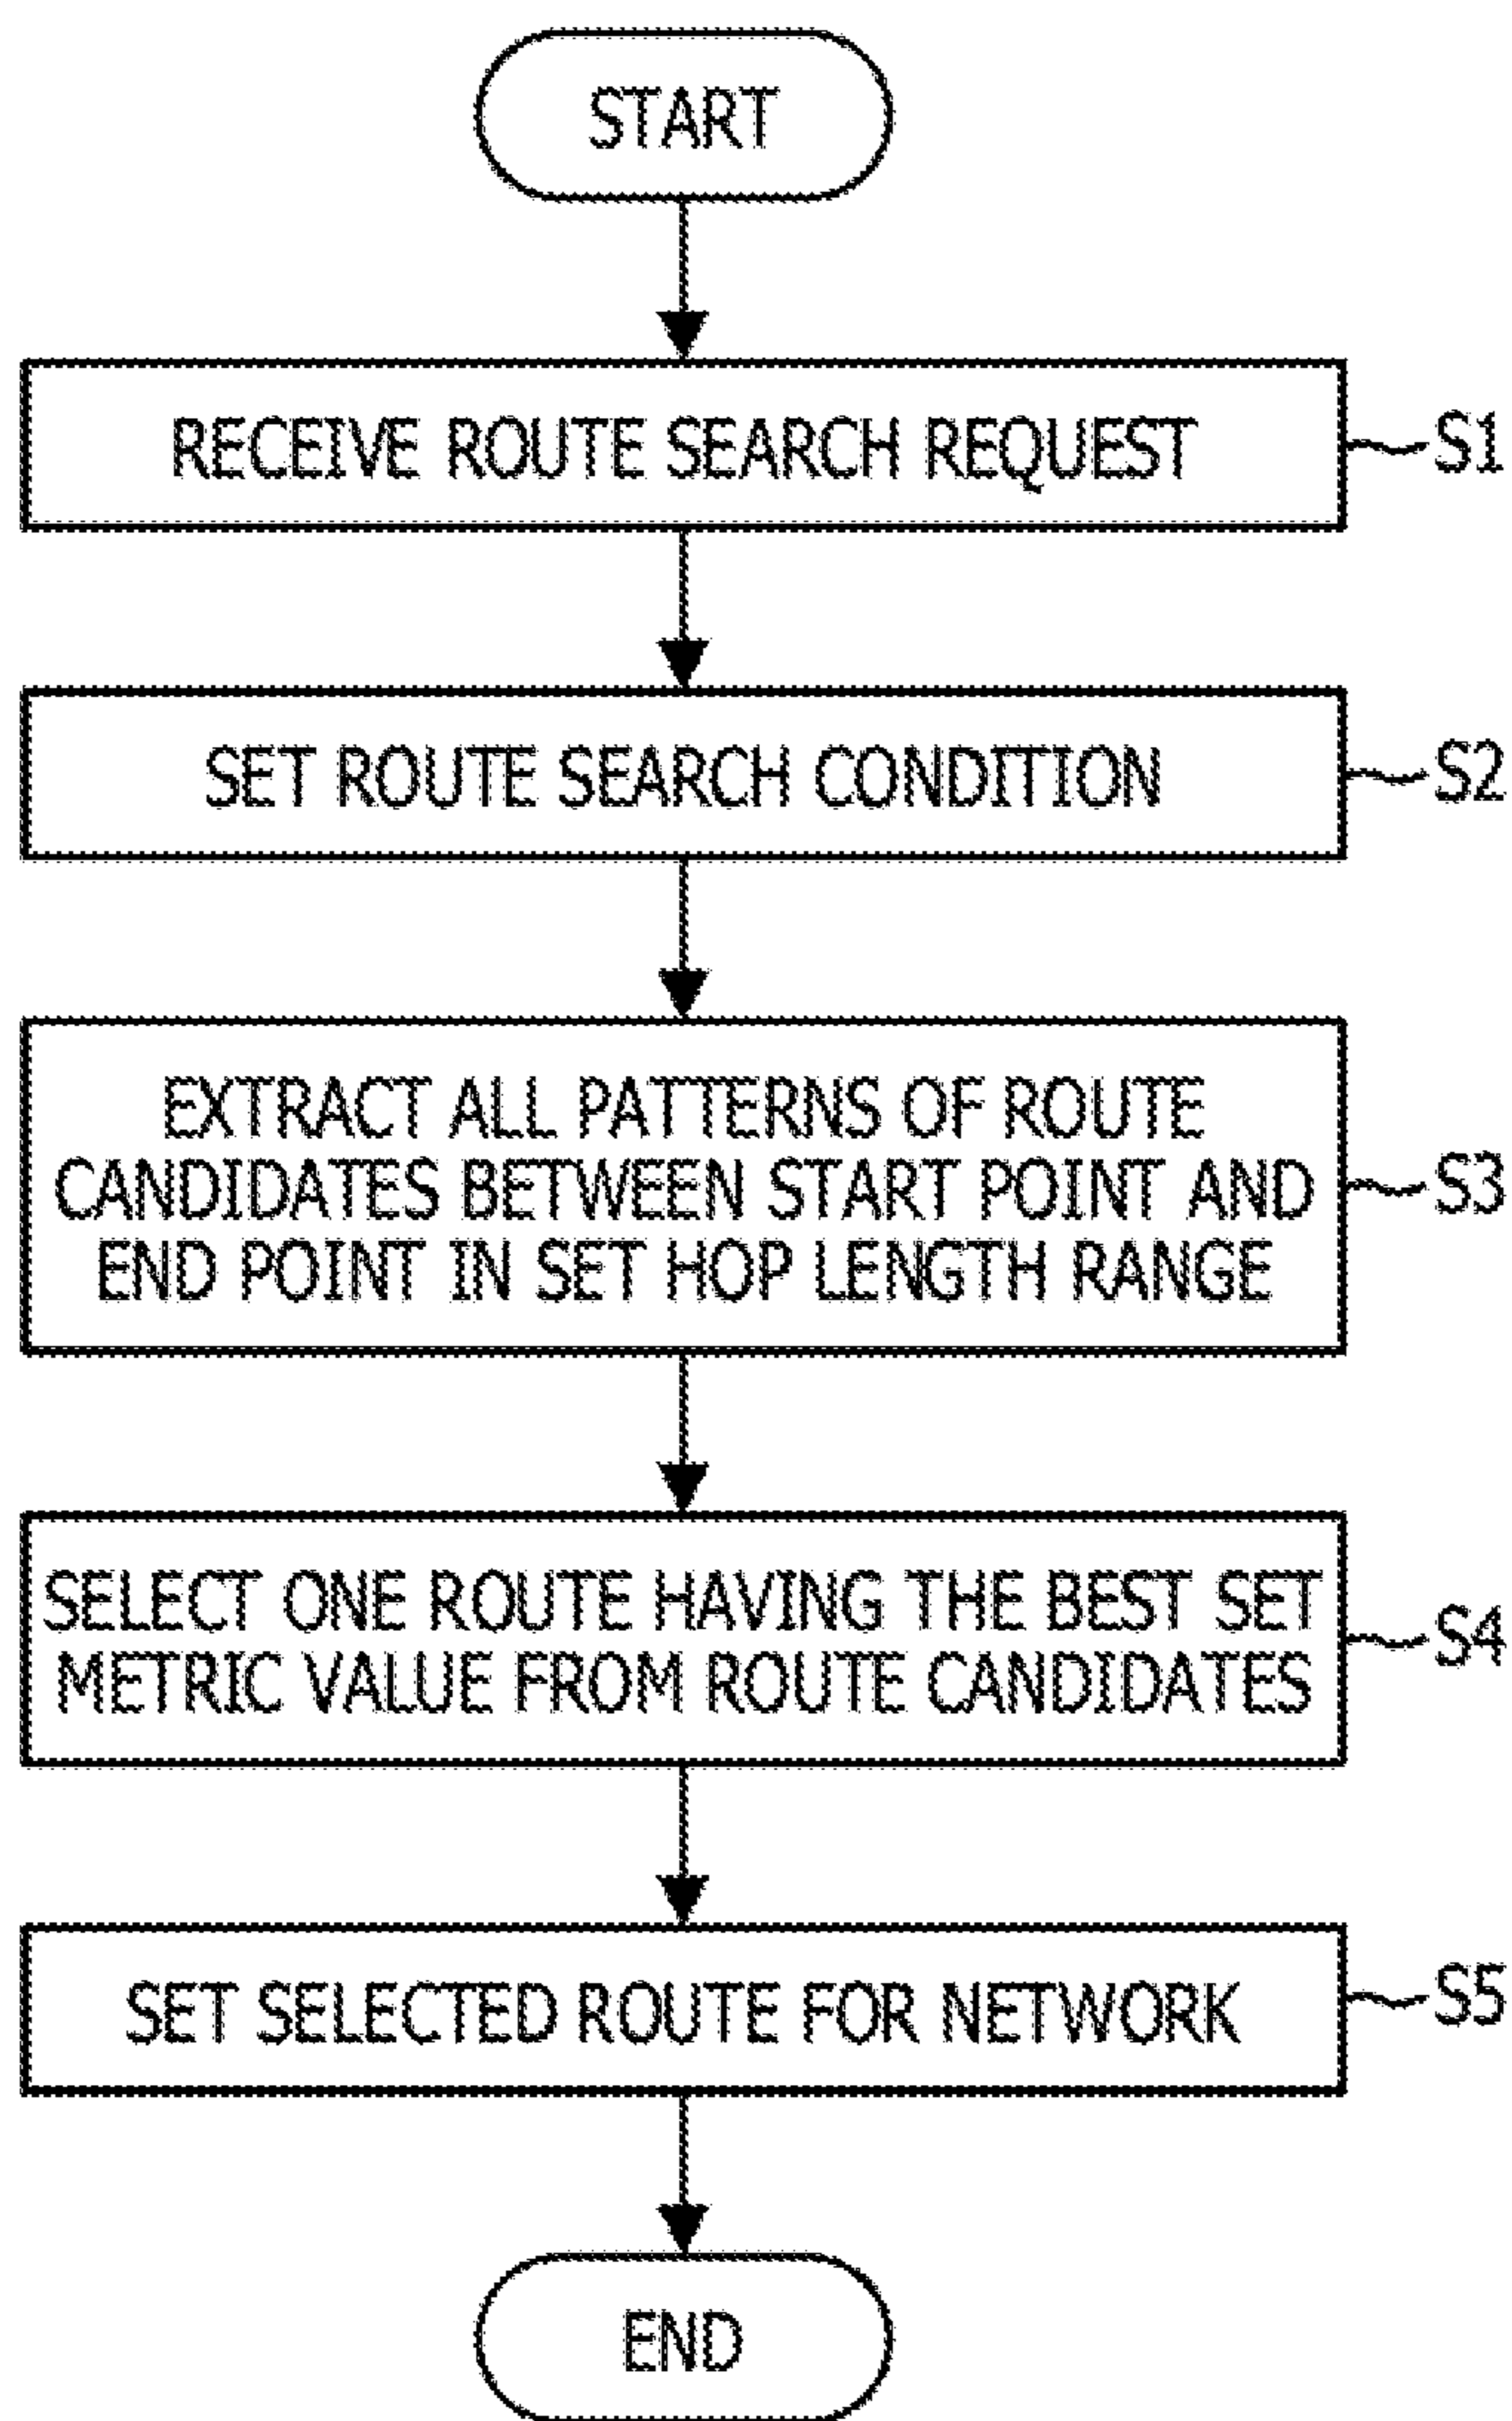 START
RECEIVE ROUTE SEARCH REQUEST
S1
SET ROUTE SEARCH CONDITION
S2
EXTRACT ALL PATTERNS OF ROUTE
CANDIDATES BETWEEN START POINT AND
END POINT IN SET HOP LENGTH RANGE
S3
SELECT ONE ROUTE HAVING THE BEST SET
METRIC VALUE FROM ROUTE CANDIDATES
S4
SET SELECTED ROUTE FOR NETWORK
S5
END